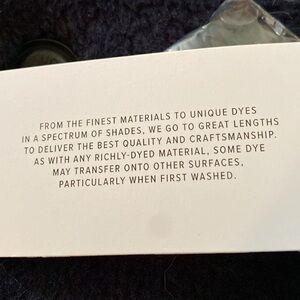 FROM THE FINEST MATERIALS TO UNIQUE DYES
IN A SPECTRUM OF SHADES, WE GO TO GREAT LENGTHS
TO DELIVER THE BEST QUALITY AND CRAFTSMANSHIP.
AS WITH ANY RICHLY-DYED MATERIAL, SOME DYE
MAY TRANSFER ONTO OTHER SURFACES,
PARTICULARLY WHEN FIRST WASHED.